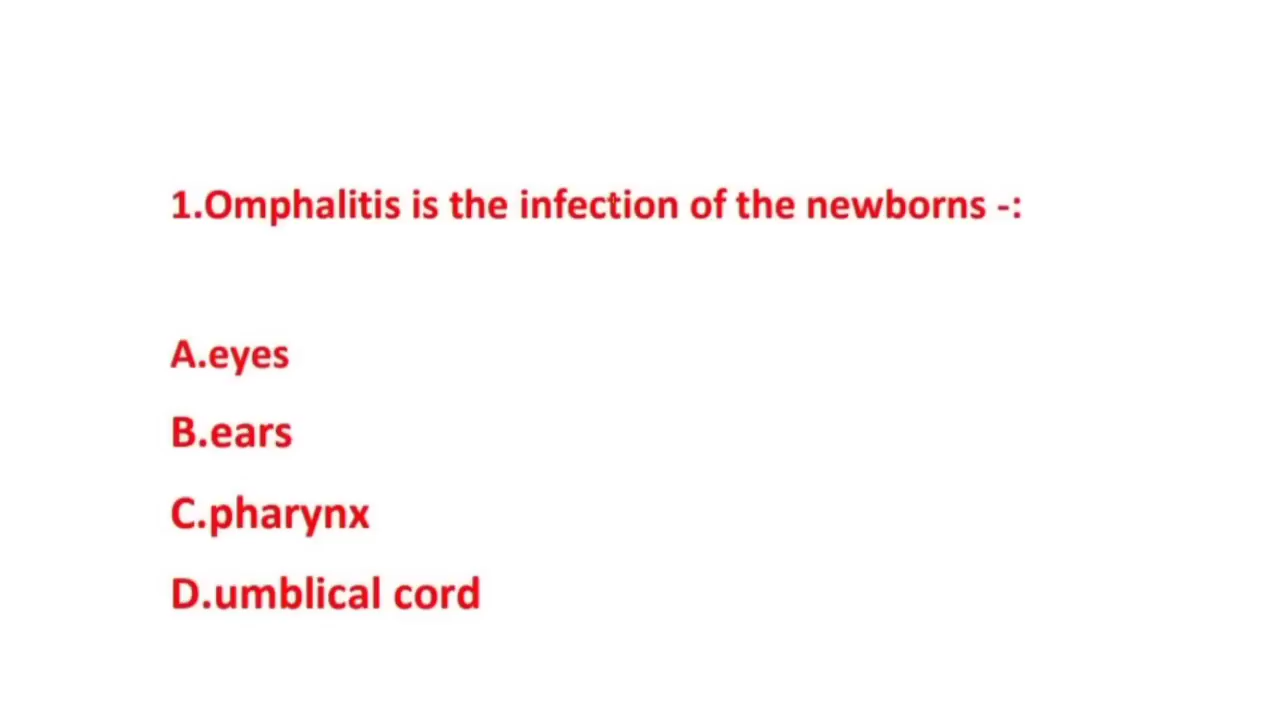 1.Omphalitis is the infection of the newborns -:
A.eyes
B.ears
C.pharynx
D.umblical cord